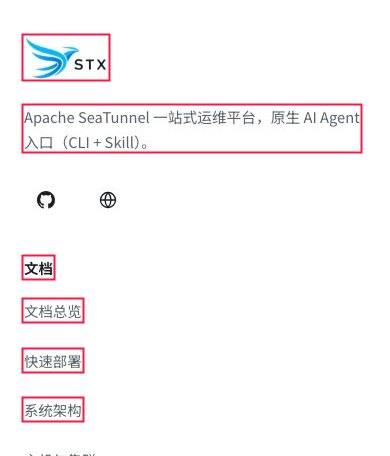 STX
Apache SeaTunnel 一站式运维平台，原生 AI Agent
入口（CLI + Skill）。
文档
文档总览
快速部署
系统架构